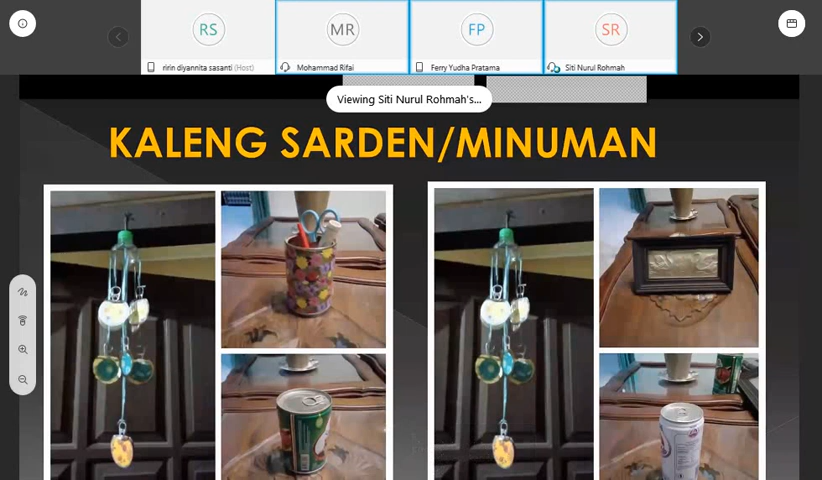 RS
MR
FP
SR
ririn diyannita sasanti (Host)
Mohammad Rifai
Ferry Yudha Pratama
Siti Nurul Rohmah
Viewing Siti Nurul Rohmah's...
KALENG SARDEN/MINUMAN